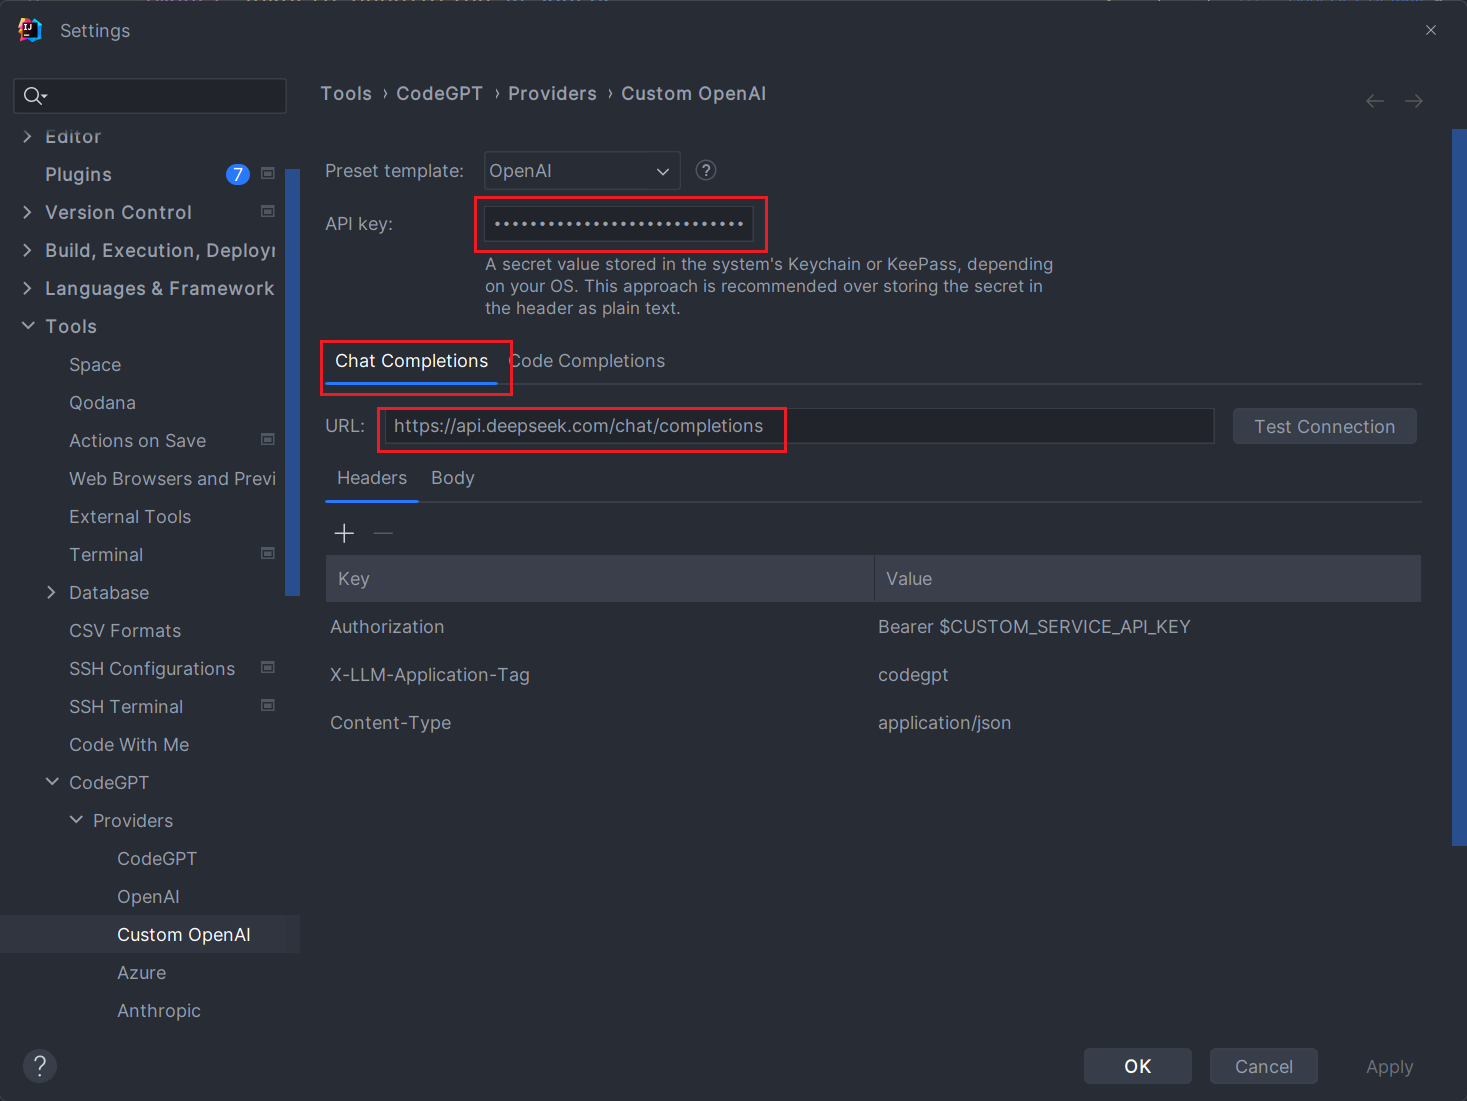 Settings
Tools › CodeGPT › Providers › Custom OpenAI
Editor
Plugins 7
Version Control
Build, Execution, Deployr
Languages & Framework
Tools
Space
Qodana
Actions on Save
Web Browsers and Previ
External Tools
Terminal
Database
CSV Formats
SSH Configurations
SSH Terminal
Code With Me
CodeGPT
Providers
CodeGPT
OpenAI
Custom OpenAI
Azure
Anthropic
Preset template: OpenAI ?
API key: ••••••••••••••••••••••••••••
A secret value stored in the system's Keychain or KeePass, depending
on your OS. This approach is recommended over storing the secret in
the header as plain text.
Chat Completions Code Completions
URL: https://api.deepseek.com/chat/completions Test Connection
Headers Body
Key Value
Authorization Bearer $CUSTOM_SERVICE_API_KEY
X-LLM-Application-Tag codegpt
Content-Type application/json
? OK Cancel Apply